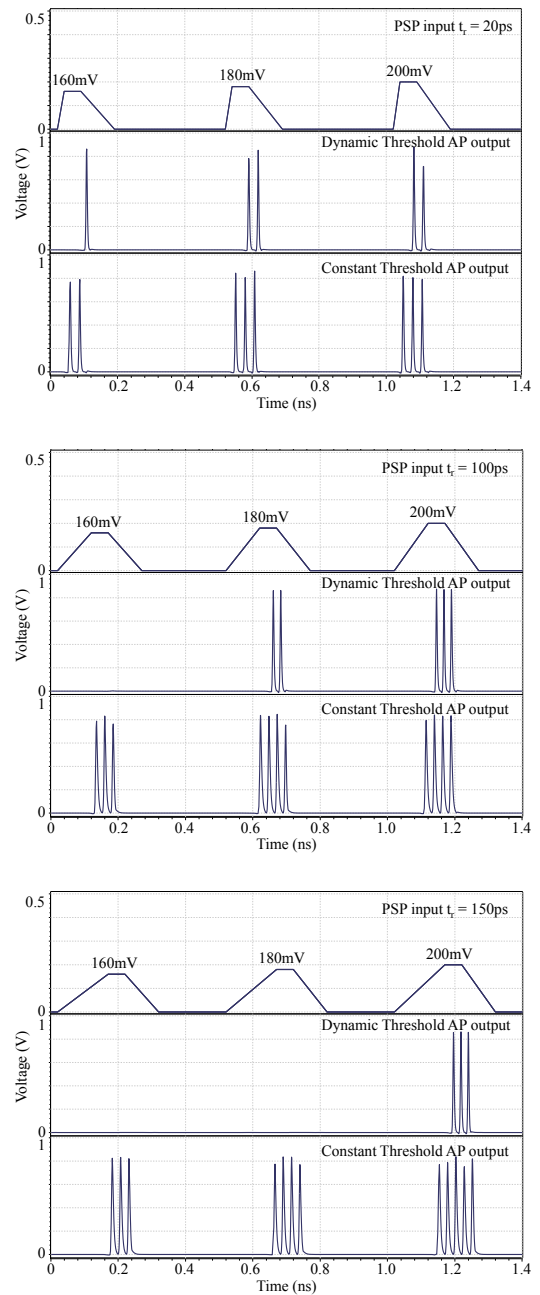 0.5
PSP input tr = 20ps
160mV
180mV
200mV
0
1
Dynamic Threshold AP output
Voltage (V)
0
1
Constant Threshold AP output
0
0 0.2 0.4 0.6 0.8 1.0 1.2 1.4
Time (ns)
0.5
PSP input tr = 100ps
160mV
180mV
200mV
0
1
Dynamic Threshold AP output
Voltage (V)
0
1
Constant Threshold AP output
0
0 0.2 0.4 0.6 0.8 1.0 1.2 1.4
Time (ns)
0.5
PSP input tr = 150ps
160mV
180mV
200mV
0
1
Dynamic Threshold AP output
Voltage (V)
0
1
Constant Threshold AP output
0
0 0.2 0.4 0.6 0.8 1.0 1.2 1.4
Time (ns)